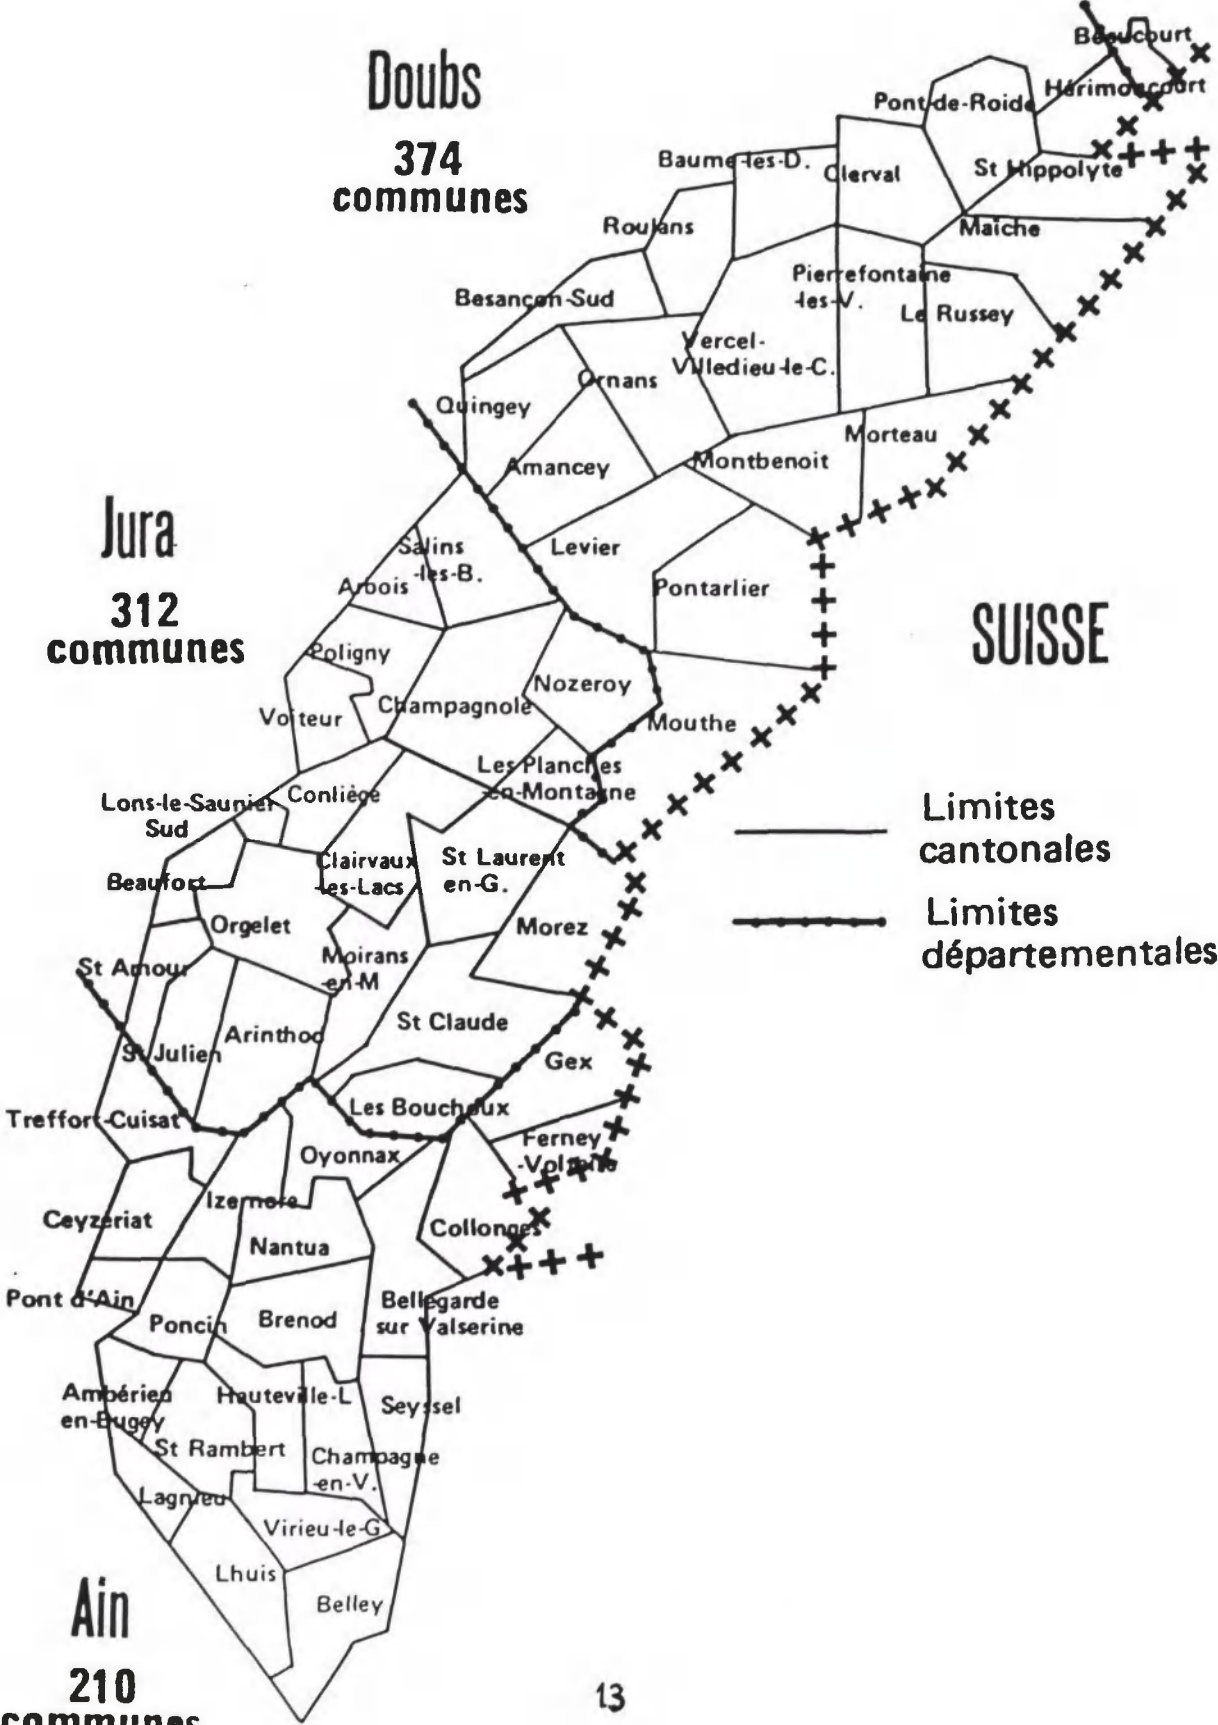 Doubs
374
communes
Beaucourt
Hérimoncourt
Pont-de-Roide
Baume-les-D.
Clerval
St Hippolyte
Roulans
Maîche
Besançon-Sud
Pierrefontaine
-les-V.
Le Russey
Vercel-
Villedieu-le-C.
Ornans
Quingey
Morteau
Amancey
Montbenoit
Jura
312
communes
Salins
-les-B.
Levier
Arbois
Pontarlier
SUISSE
Poligny
Nozeroy
Champagnole
Voiteur
Mouthe
Les Planches
-en-Montagne
Conliège
Lons-le-Saunier
Sud
Limites
cantonales
Clairvaux
-les-Lacs
St Laurent
en-G.
Beaufort
Limites
départementales
Orgelet
Morez
Moirans
-en-M
St Amour
St Claude
Arinthod
St Julien
Gex
Les Bouchoux
Treffort-Cuisat
Ferney
-Voltaire
Oyonnax
Izernore
Ceyzériat
Collonges
Nantua
Pont d'Ain
Bellegarde
sur Valserine
Poncin
Brenod
Ambérieu
en-Bugey
Hauteville-L
Seyssel
St Rambert
Champagne
-en-V.
Lagnieu
Virieu-le-G
Lhuis
Belley
Ain
210
communes
13